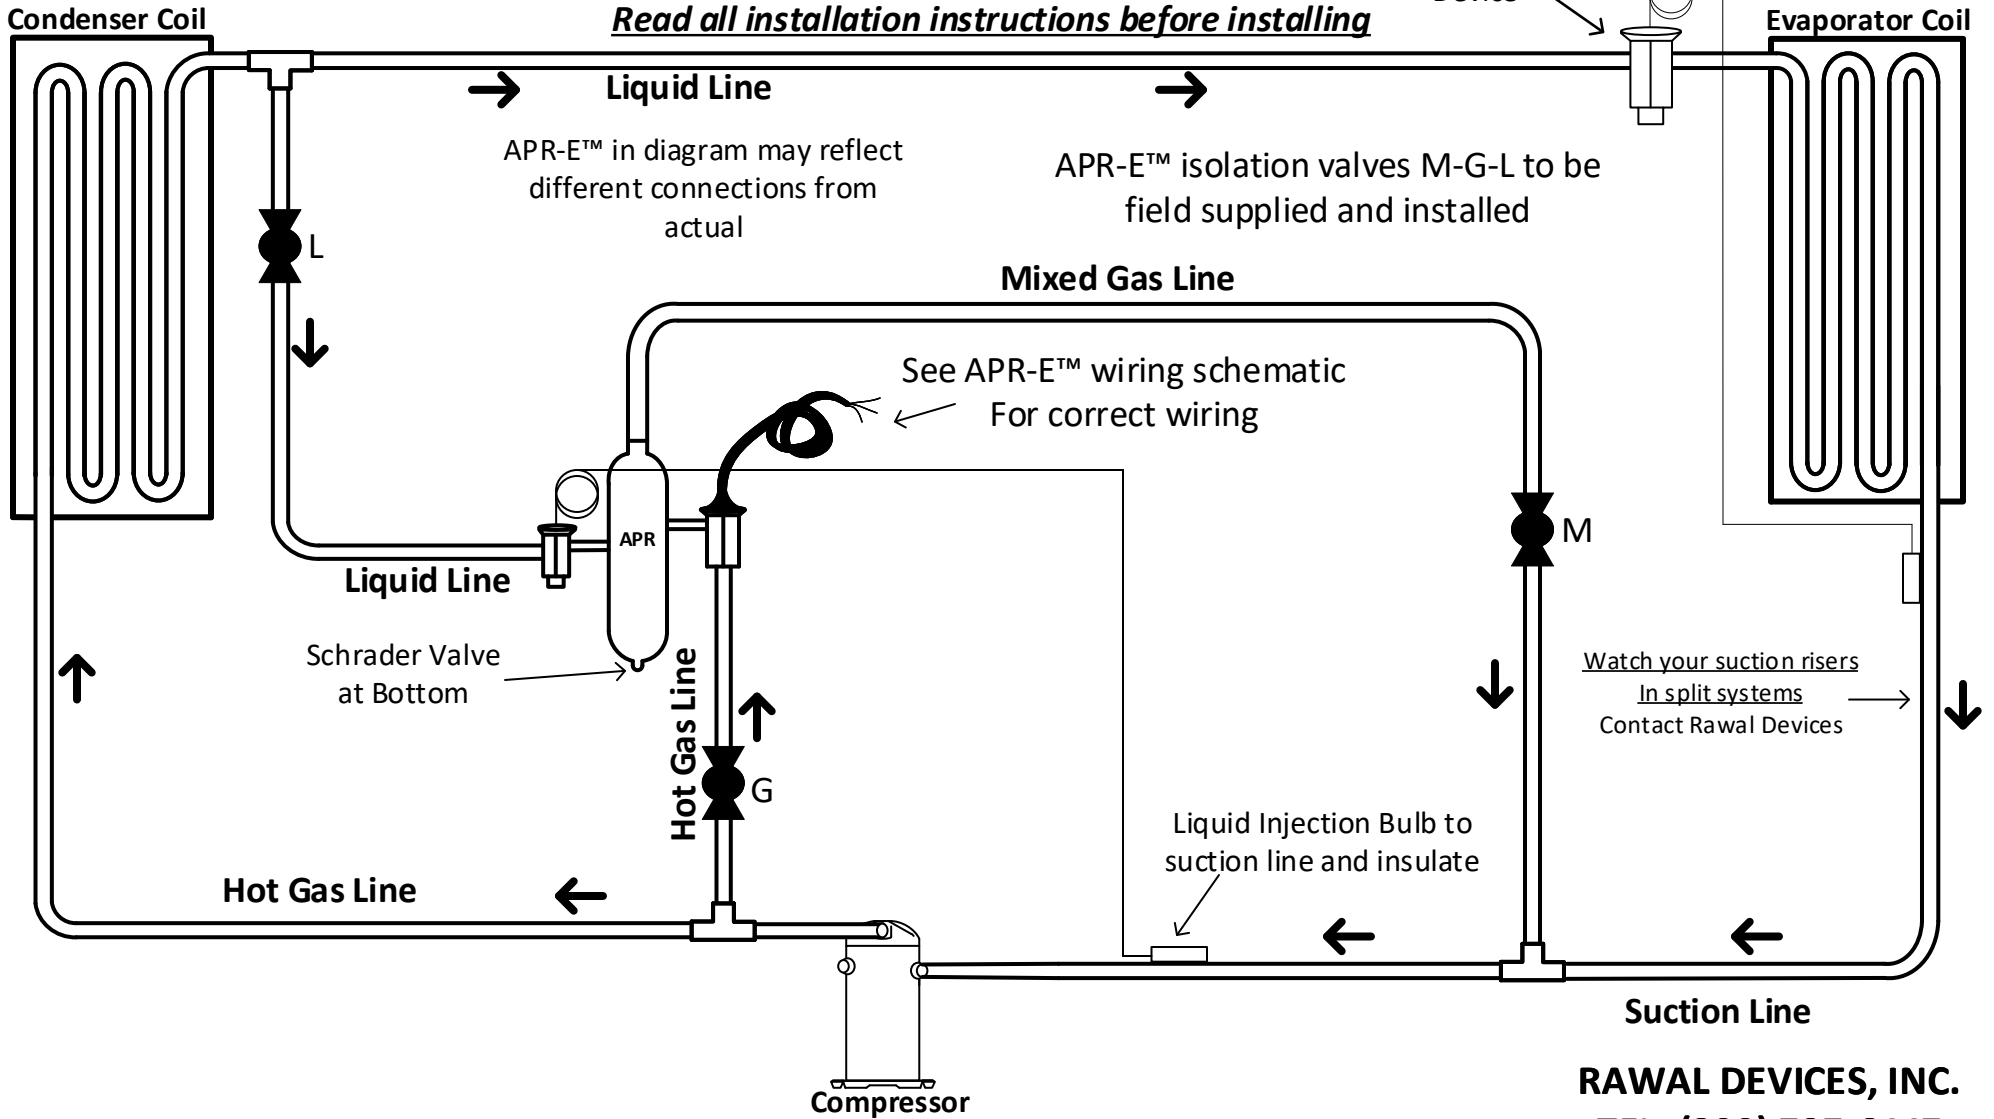 Condenser Coil
Read all installation instructions before installing
Evaporator Coil
Liquid Line
APR-E™ in diagram may reflect
different connections from
actual
APR-E™ isolation valves M-G-L to be
field supplied and installed
L
Mixed Gas Line
See APR-E™ wiring schematic
For correct wiring
M
APR
Liquid Line
Schrader Valve
at Bottom
Hot Gas Line
Watch your suction risers
In split systems
Contact Rawal Devices
G
Liquid Injection Bulb to
suction line and insulate
Hot Gas Line
Suction Line
RAWAL DEVICES, INC.
Compressor